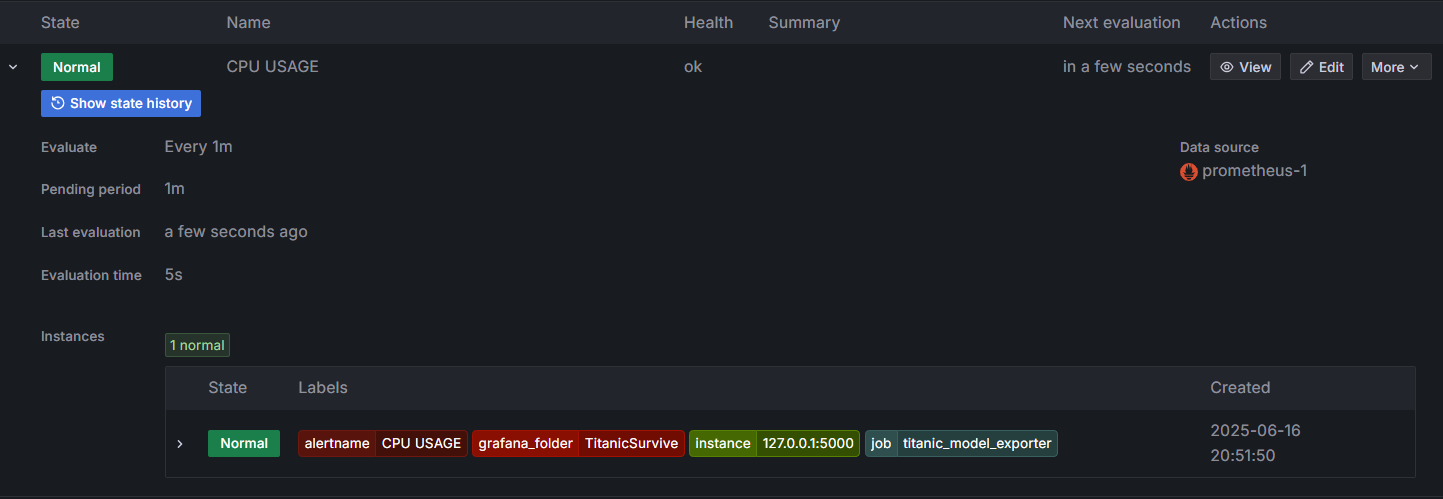 State Name Health Summary Next evaluation Actions
Normal CPU USAGE ok in a few seconds View Edit More
Show state history
Evaluate Every 1m Data source
prometheus-1
Pending period 1m
Last evaluation a few seconds ago
Evaluation time 5s
Instances 1 normal
State Labels Created
Normal alertname CPU USAGE grafana_folder TitanicSurvive instance 127.0.0.1:5000 job titanic_model_exporter 2025-06-16
20:51:50